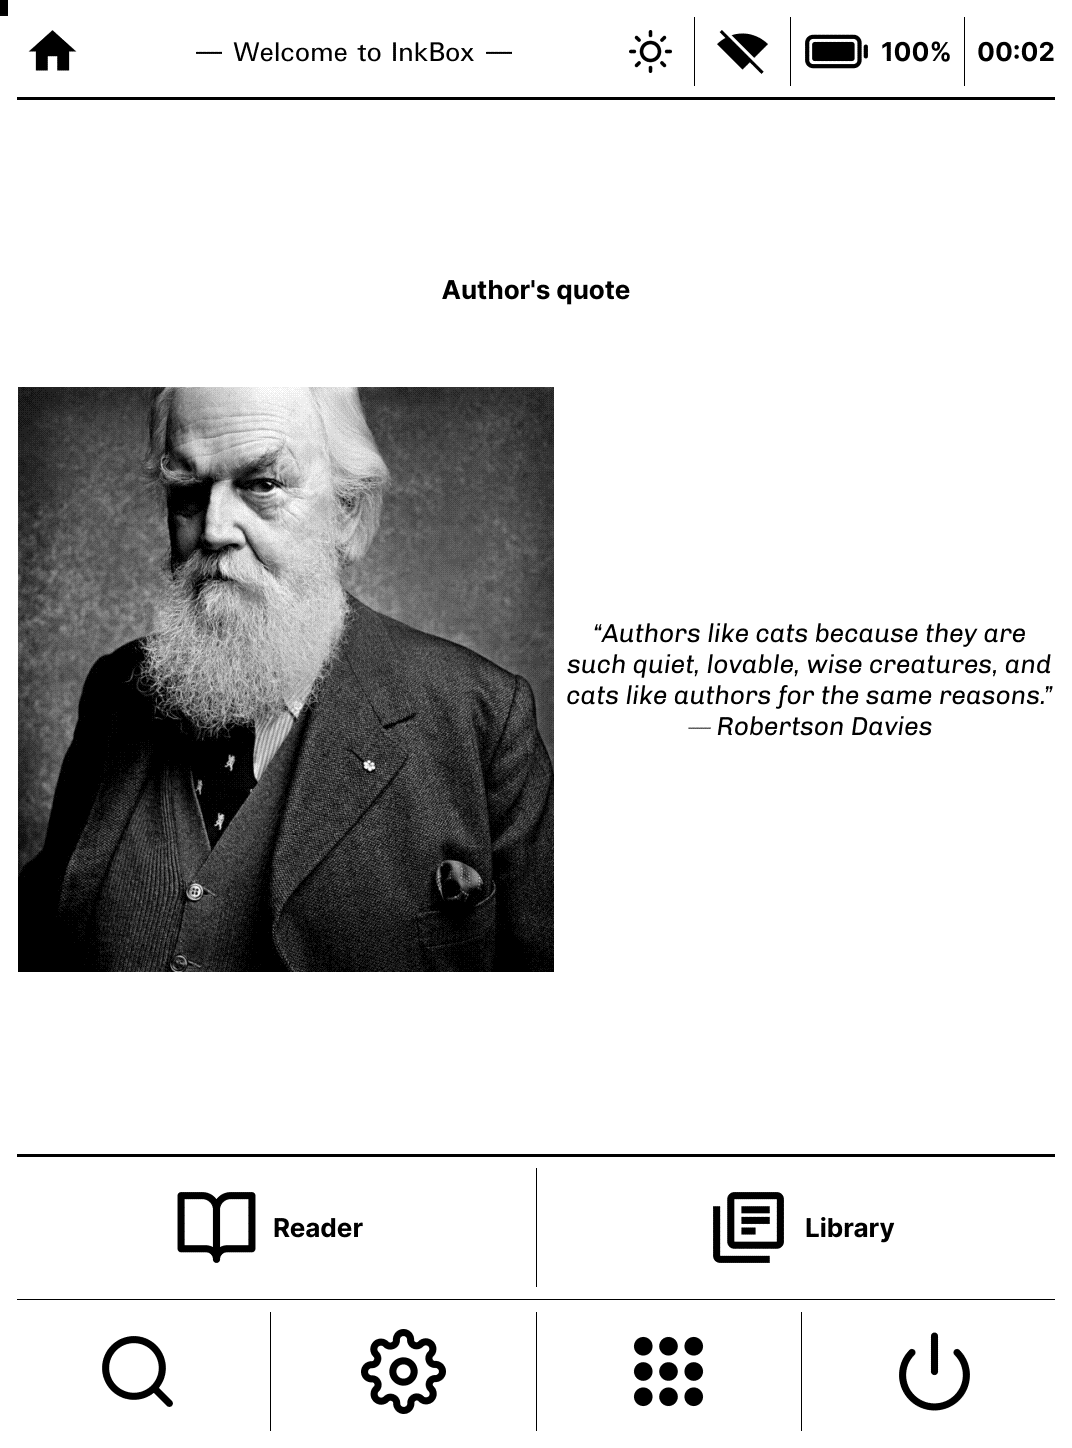 — Welcome to InkBox —
100%
00:02
Author's quote
“Authors like cats because they are
such quiet, lovable, wise creatures, and
cats like authors for the same reasons.”
— Robertson Davies
Reader
Library